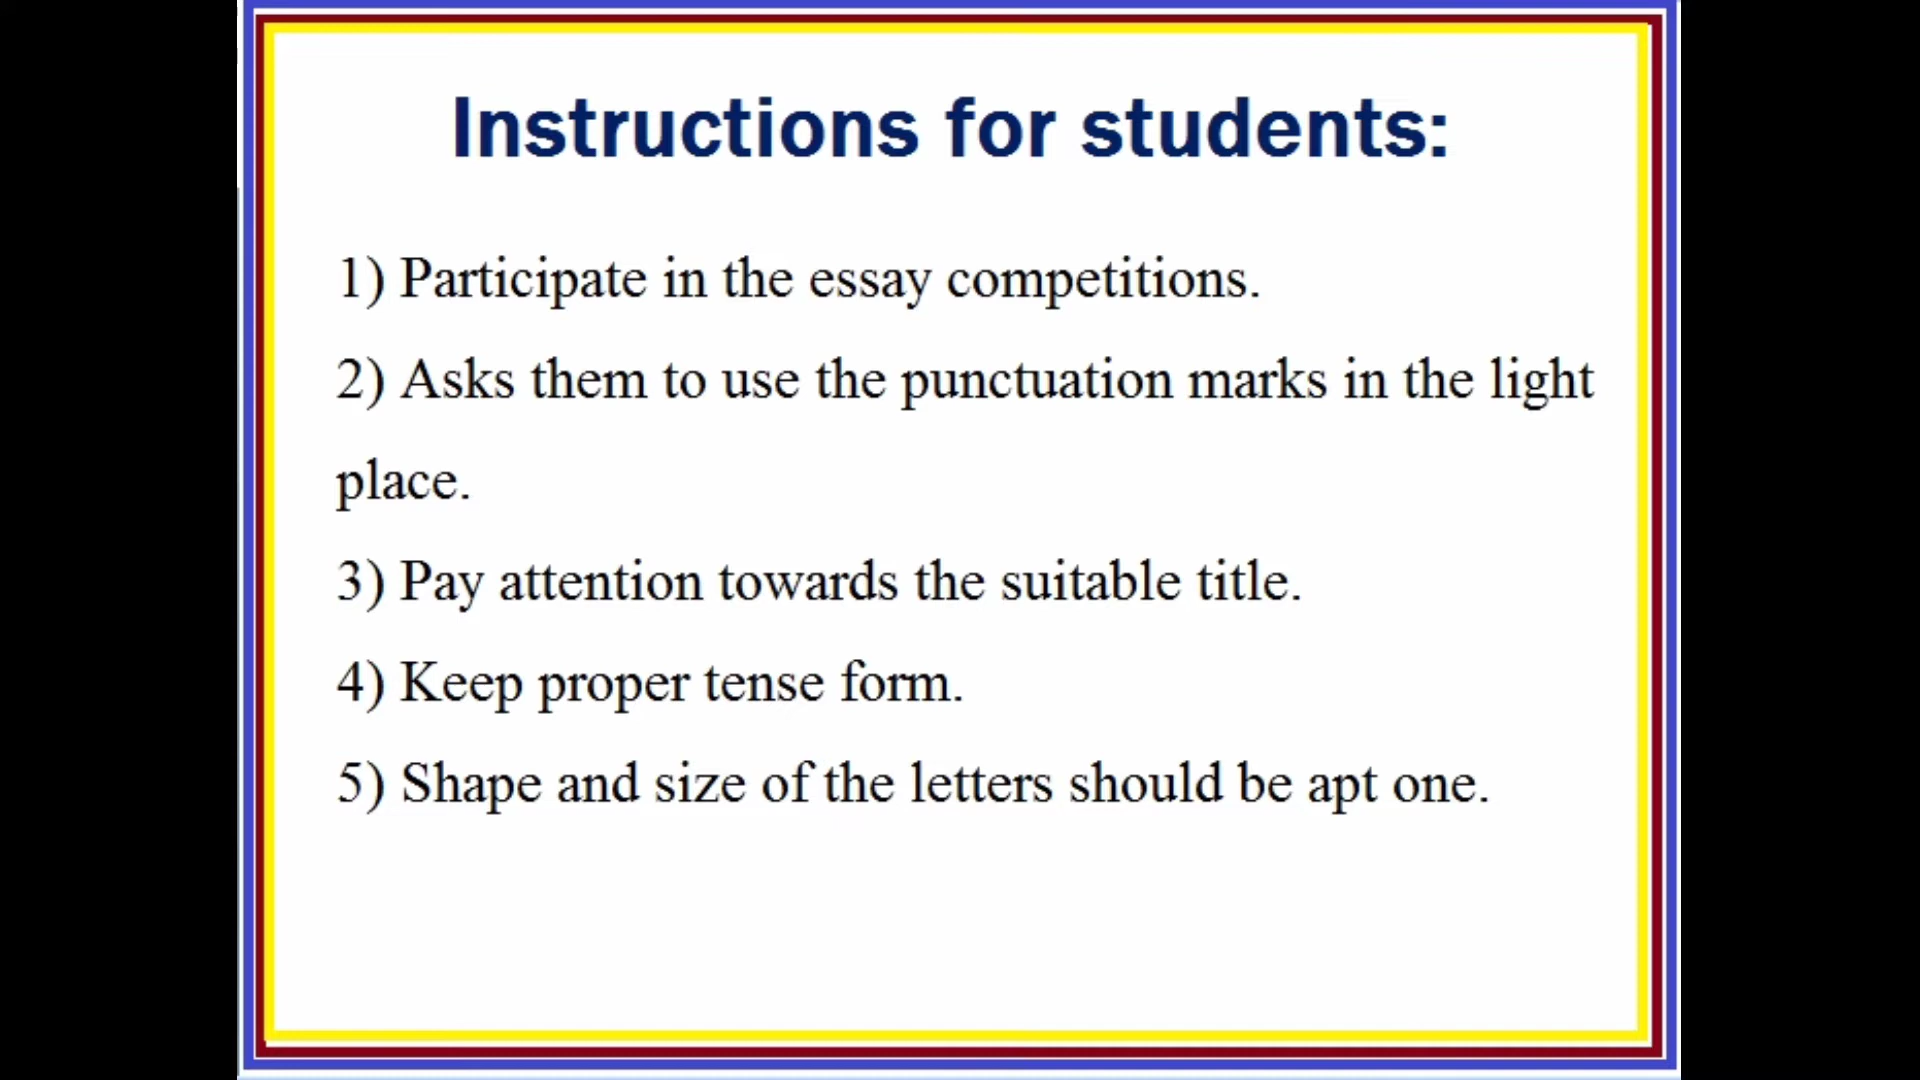 Instructions for students:
1) Participate in the essay competitions.
2) Asks them to use the punctuation marks in the light
place.
3) Pay attention towards the suitable title.
4) Keep proper tense form.
5) Shape and size of the letters should be apt one.